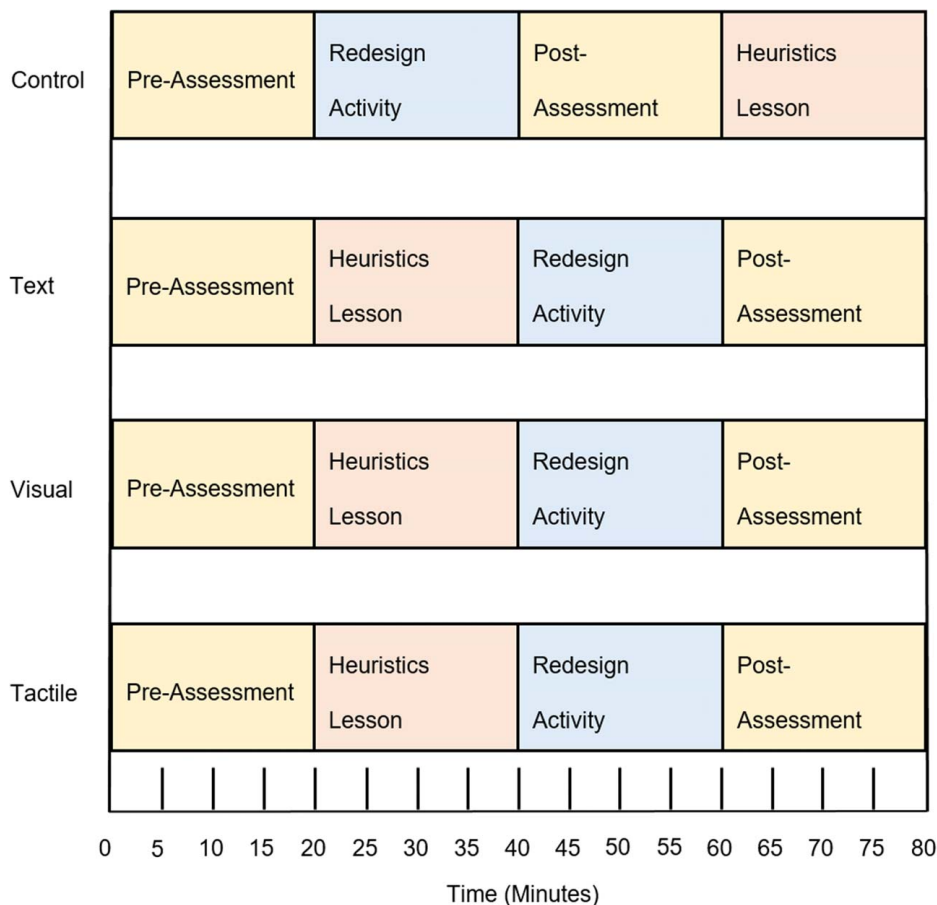 Control
Pre-Assessment
Redesign
Activity
Post-
Assessment
Heuristics
Lesson
Text
Pre-Assessment
Heuristics
Lesson
Redesign
Activity
Post-
Assessment
Visual
Pre-Assessment
Heuristics
Lesson
Redesign
Activity
Post-
Assessment
Tactile
Pre-Assessment
Heuristics
Lesson
Redesign
Activity
Post-
Assessment
0 5 10 15 20 25 30 35 40 45 50 55 60 65 70 75 80
Time (Minutes)